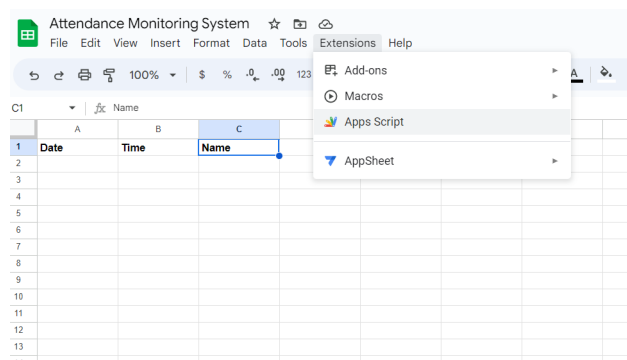 Attendance Monitoring System
File Edit View Insert Format Data Tools Extensions Help
100% $ % .0 .00 123 A
Add-ons
Macros
Apps Script
AppSheet
C1 fx Name
A B C
1 Date Time Name
2
3
4
5
6
7
8
9
10
11
12
13